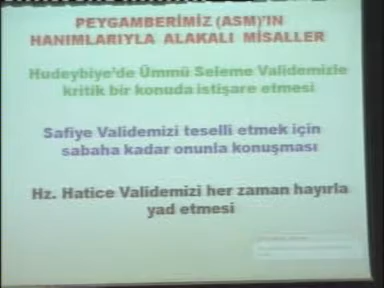 PEYGAMBERİMİZ (ASM)'IN
HANIMLARIYLA ALAKALI MİSALLER
Hudeybiye'de Ümmü Seleme Validemizle
kritik bir konuda istişare etmesi
Safiye Validemizi teselli etmek için
sabaha kadar onunla konuşması
Hz. Hatice Validemizi her zaman hayırla
yad etmesi